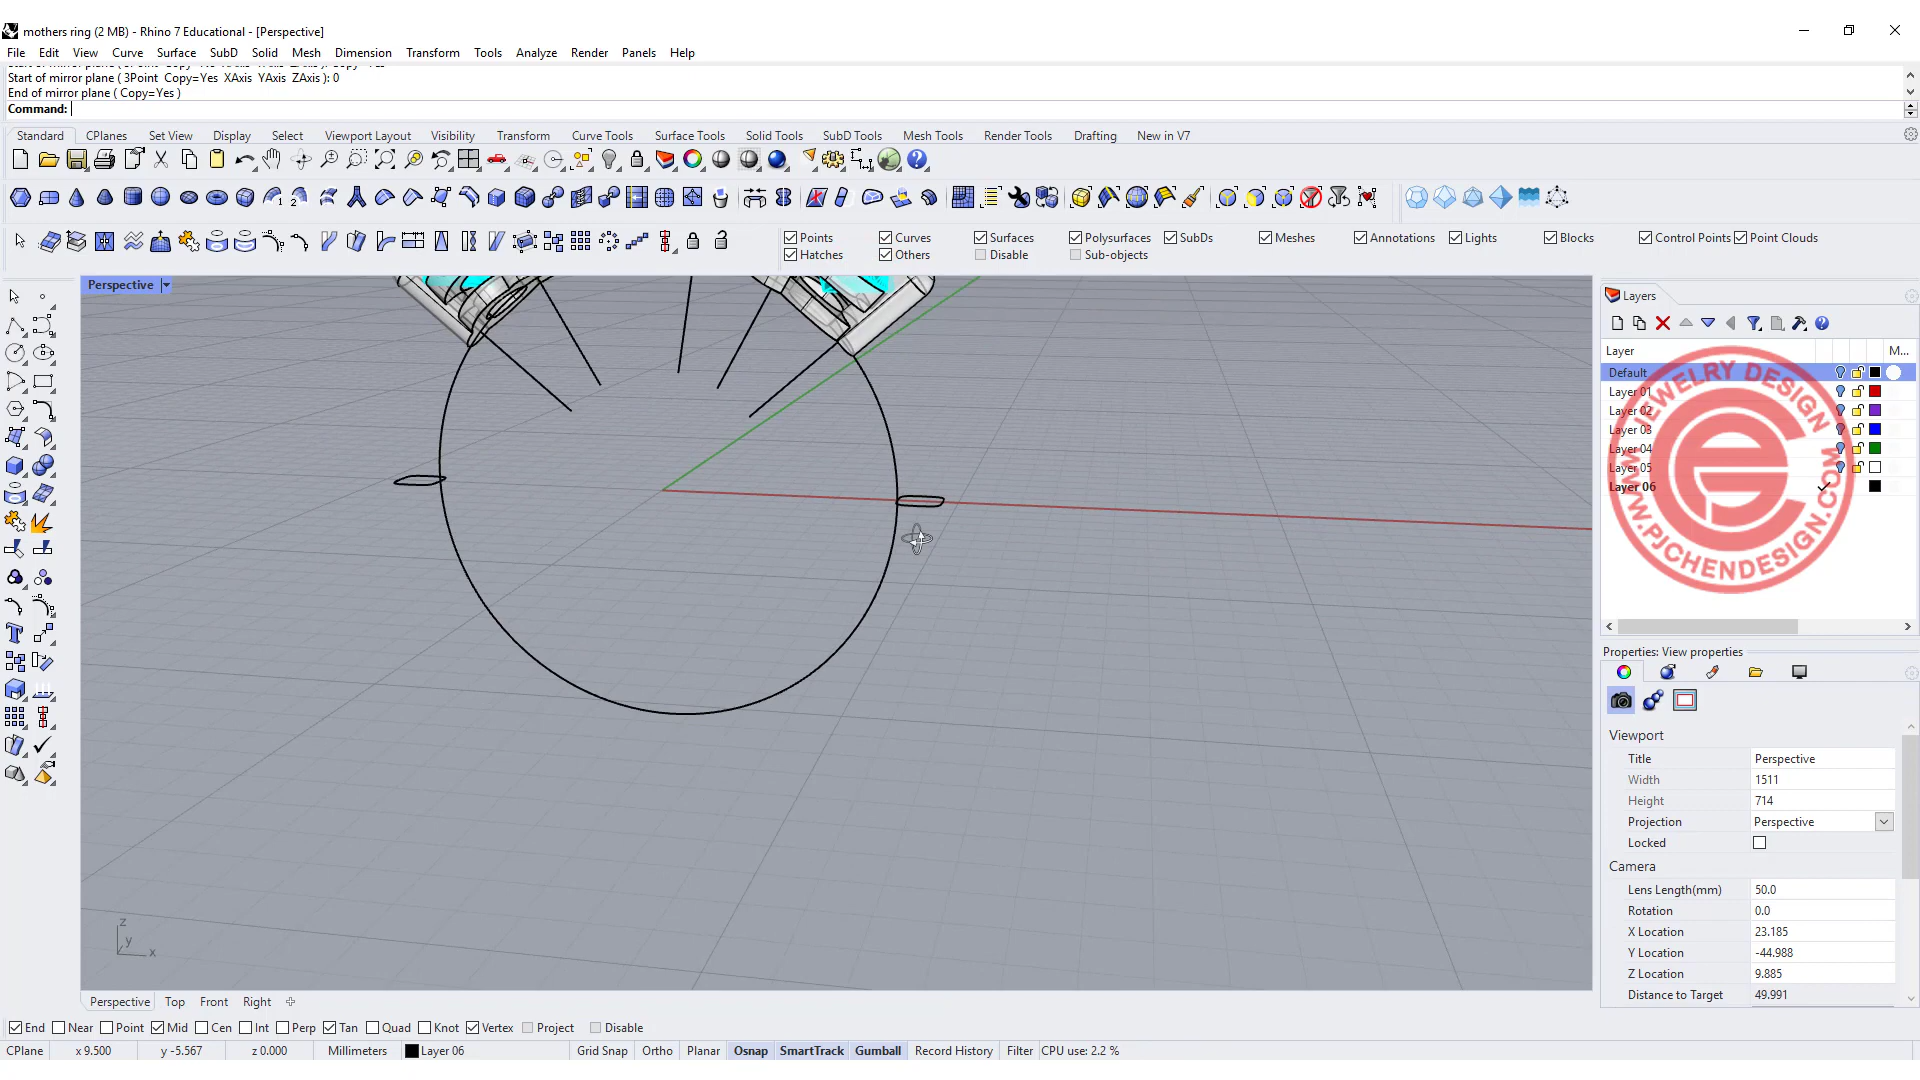 mothers ring (2 MB) - Rhino 7 Educational - [Perspective]
File Edit View Curve Surface SubD Solid Mesh Dimension Transform Tools Analyze Render Panels Help
Start of mirror plane ( 3Point Copy=Yes XAxis YAxis ZAxis ): 0
End of mirror plane ( Copy=Yes )
Command:
Standard CPlanes Set View Display Select Viewport Layout Visibility Transform Curve Tools Surface Tools Solid Tools SubD Tools Mesh Tools Render Tools Drafting New in V7
Points Curves Surfaces Polysurfaces SubDs Meshes Annotations Lights Blocks Control Points Point Clouds
Hatches Others Disable Sub-objects
Perspective
Layers
Layer M...
Default
Layer 01
Layer 02
Layer 03
Layer 04
Layer 05
Layer 06
JEWELRY DESIGN
WWW.PJCHENDESIGN.COM
Properties: View properties
Viewport
Title Perspective
Width 1511
Height 714
Projection Perspective
Locked
Camera
Lens Length(mm) 50.0
Rotation 0.0
X Location 23.185
Y Location -44.988
Z Location 9.885
Distance to Target 49.991
z
y
x
Perspective Top Front Right
End Near Point Mid Cen Int Perp Tan Quad Knot Vertex Project Disable
CPlane x 9.500 y -5.567 z 0.000 Millimeters Layer 06 Grid Snap Ortho Planar Osnap SmartTrack Gumball Record History Filter CPU use: 2.2 %